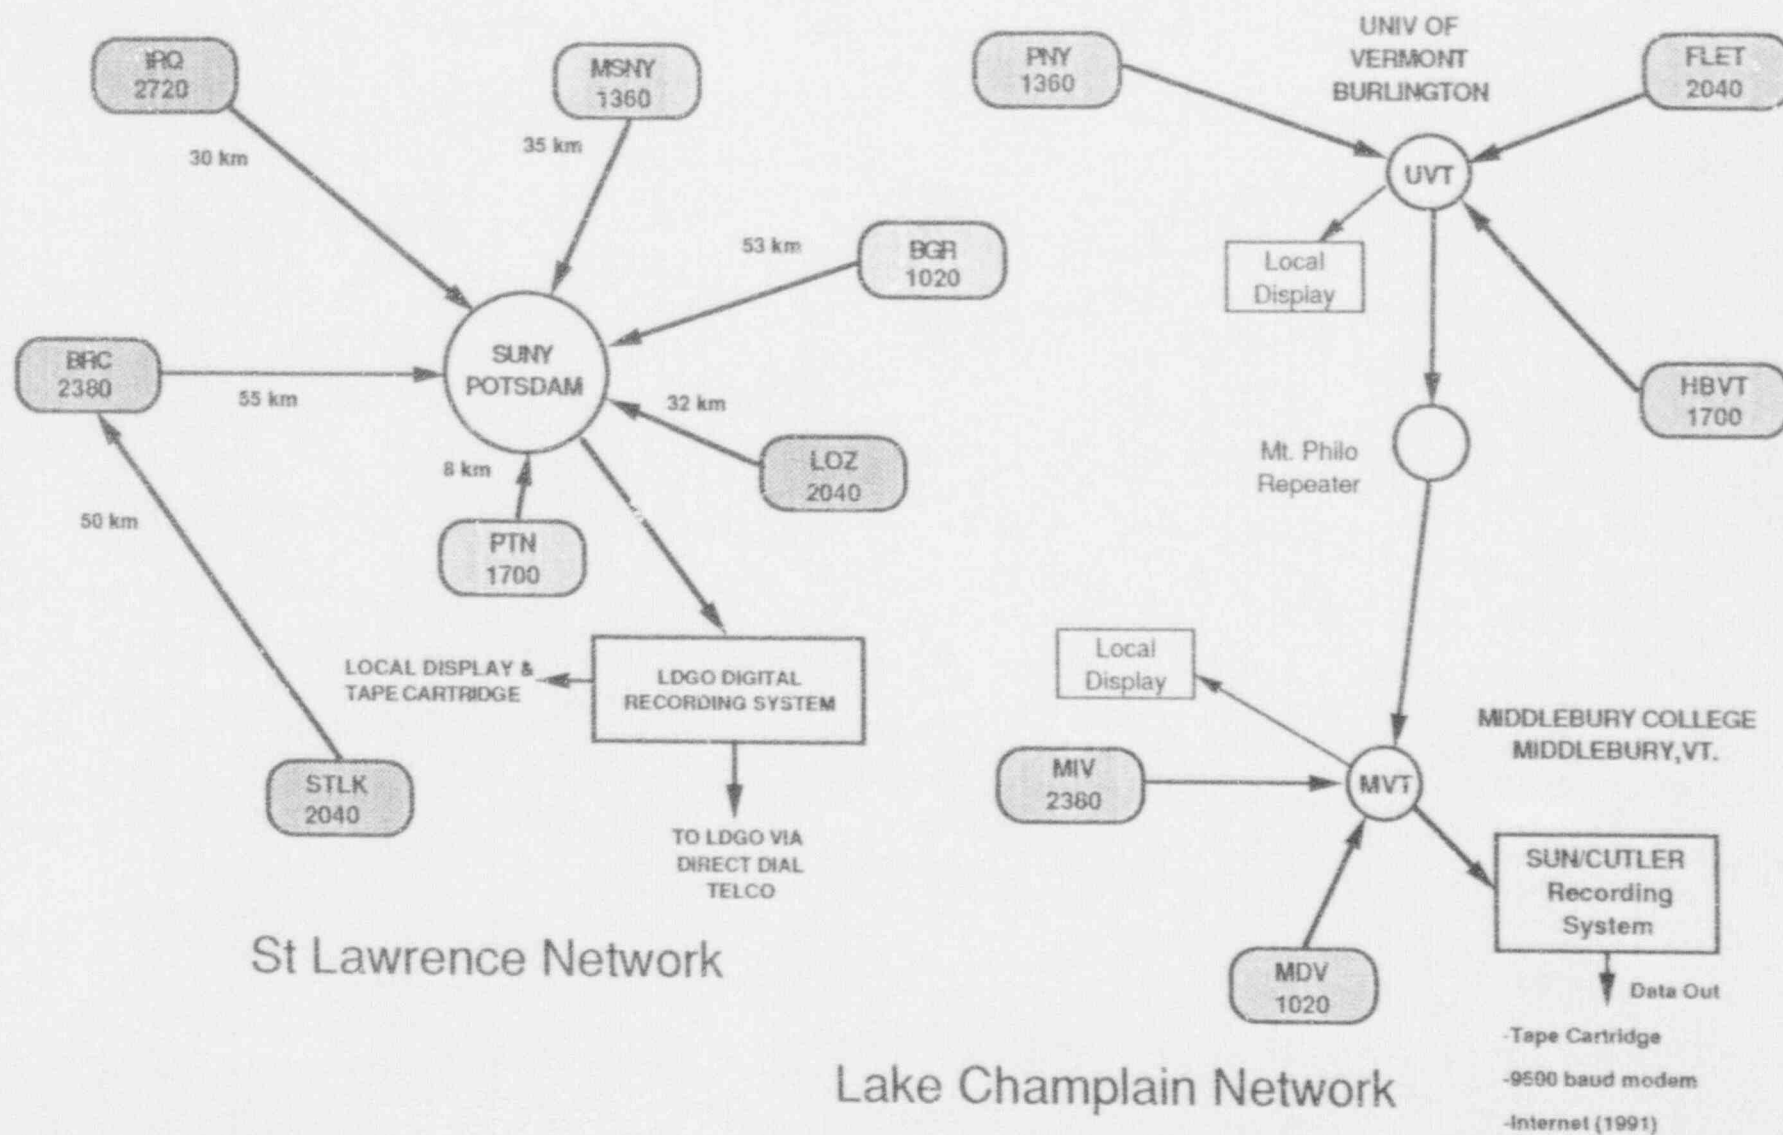 IRQ
2720
MSNY
1360
30 km
35 km
53 km
BGR
1020
BRC
2380
55 km
SUNY
POTSDAM
32 km
LOZ
2040
8 km
PTN
1700
50 km
STLK
2040
LOCAL DISPLAY &
TAPE CARTRIDGE
LDGO DIGITAL
RECORDING SYSTEM
TO LDGO VIA
DIRECT DIAL
TELCO
St Lawrence Network
PNY
1360
UNIV OF
VERMONT
BURLINGTON
FLET
2040
UVT
Local
Display
HBVT
1700
Mt. Philo
Repeater
Local
Display
MIDDLEBURY COLLEGE
MIDDLEBURY,VT.
MIV
2380
MVT
SUN/CUTLER
Recording
System
MDV
1020
Data Out
-Tape Cartridge
-9600 baud modem
-Internet (1991)
Lake Champlain Network